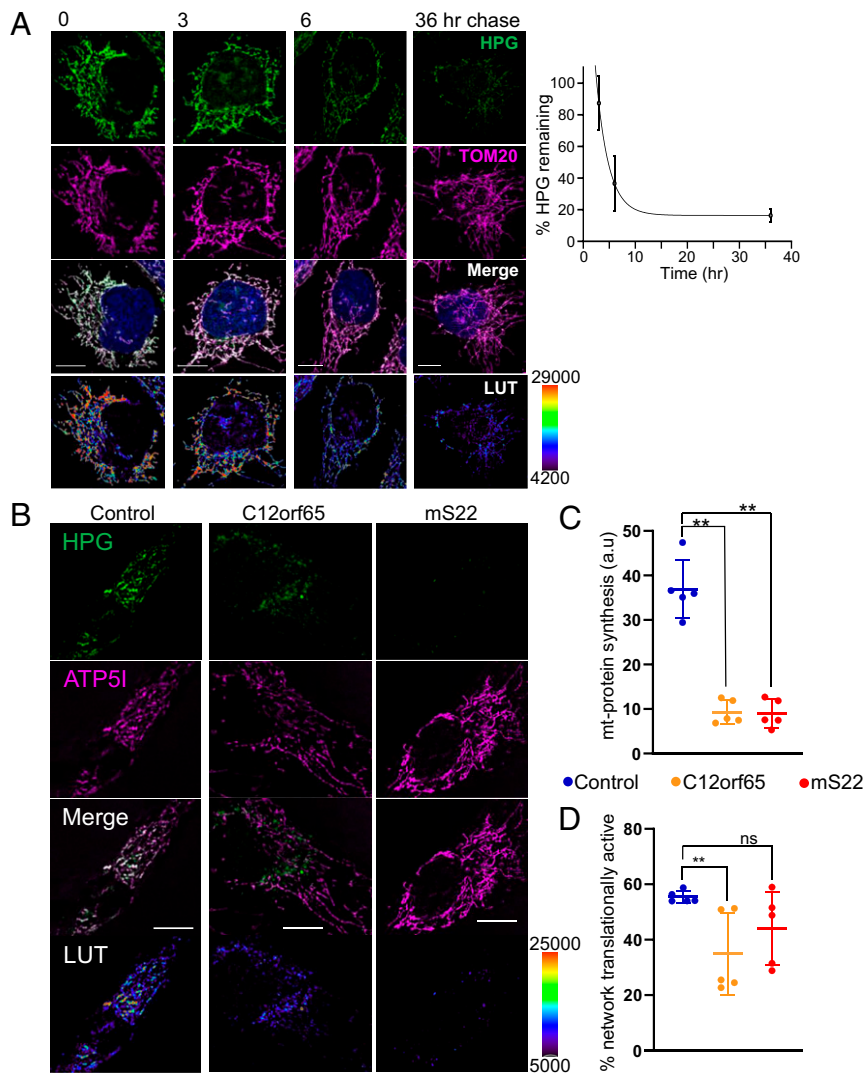 A
0 3 6 36 hr chase
HPG
TOM20
Merge
LUT
29000
4200
% HPG remaining
100
80
60
40
20
0
0 10 20 30 40
Time (hr)
B
Control C12orf65 mS22
HPG
ATP5I
Merge
LUT
25000
5000
C
mt-protein synthesis (a.u)
50
40
30
20
10
0
** **
Control C12orf65 mS22
D
% network translationally active
80
60
40
20
0
** ns